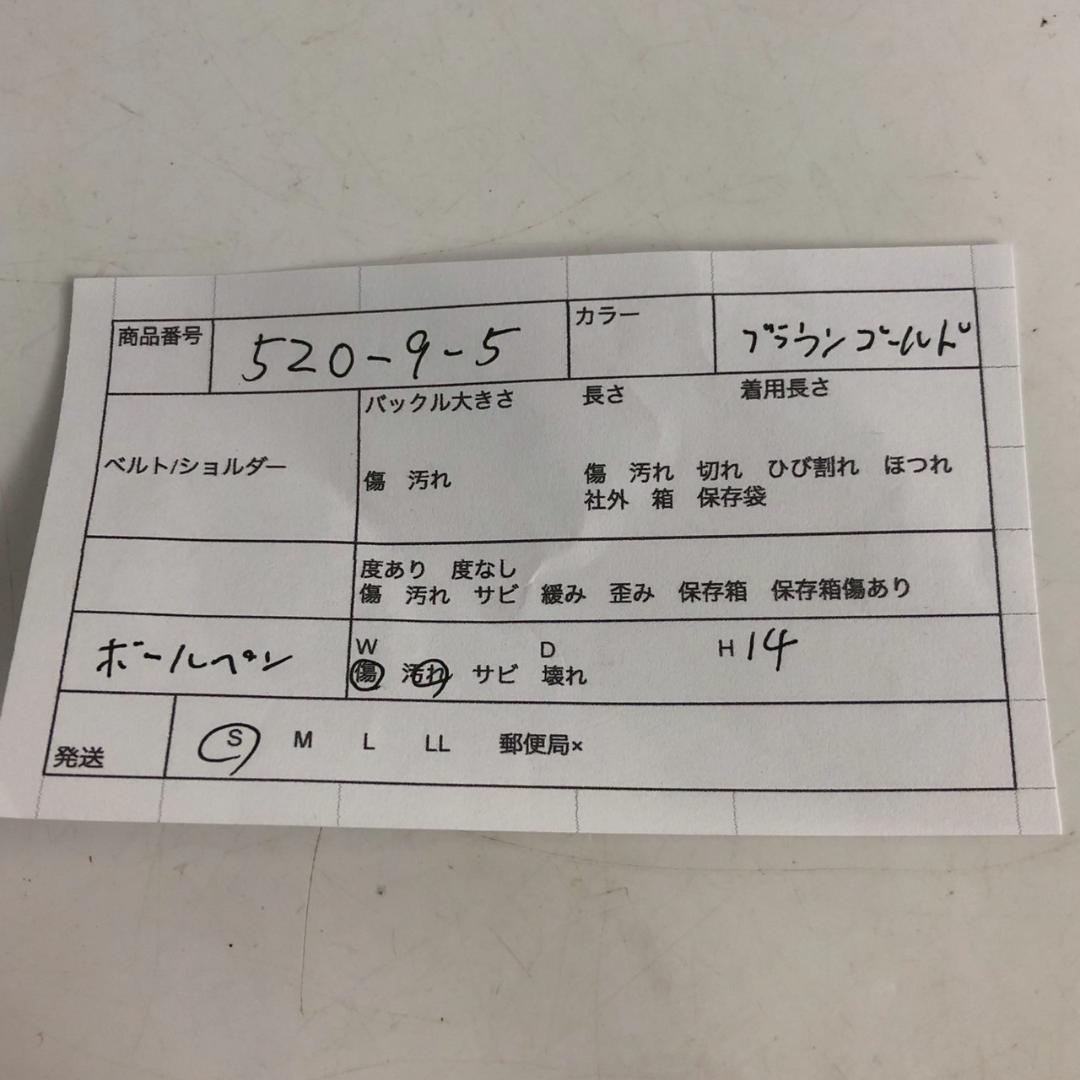 商品番号 520-9-5 カラー ブラウンゴールド
バックル大きさ 長さ 着用長さ
ベルト/ショルダー
傷 汚れ 傷 汚れ 切れ ひび割れ ほつれ
社外 箱 保存袋
度あり 度なし
傷 汚れ サビ 緩み 歪み 保存箱 保存箱傷あり
ボールペン W D H 14
傷 汚れ サビ 壊れ
発送 S M L LL 郵便局×